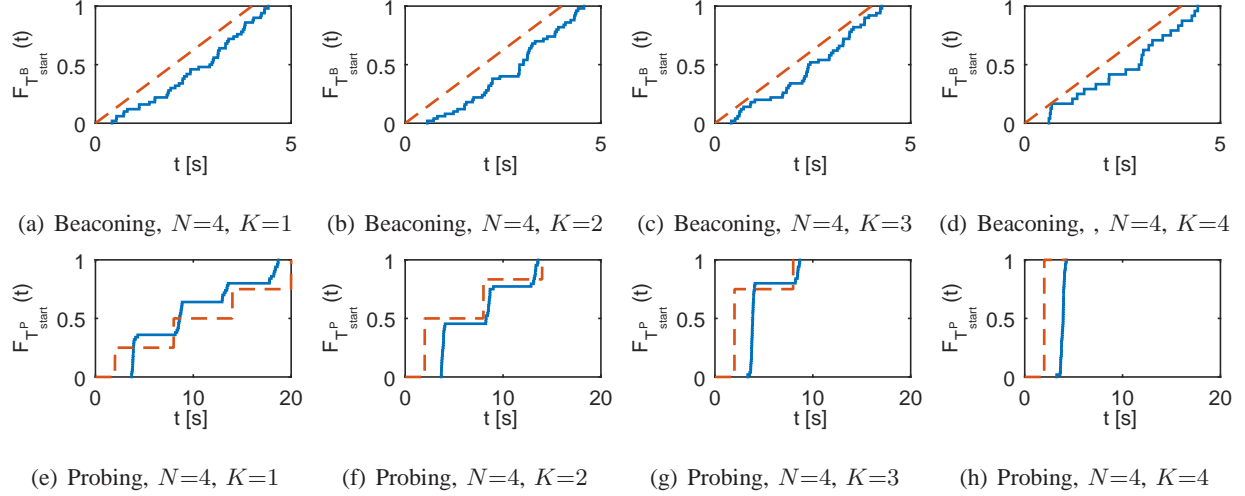 1
0.5
0
F_{T^B_{start}} (t)
0 5
t [s]
1
0.5
0
F_{T^B_{start}} (t)
0 5
t [s]
1
0.5
0
F_{T^B_{start}} (t)
0 5
t [s]
1
0.5
0
F_{T^B_{start}} (t)
0 5
t [s]
(a) Beaconing, N=4, K=1
(b) Beaconing, N=4, K=2
(c) Beaconing, N=4, K=3
(d) Beaconing, , N=4, K=4
1
0.5
0
F_{T^P_{start}} (t)
0 10 20
t [s]
1
0.5
0
F_{T^P_{start}} (t)
0 10 20
t [s]
1
0.5
0
F_{T^P_{start}} (t)
0 10 20
t [s]
1
0.5
0
F_{T^P_{start}} (t)
0 10 20
t [s]
(e) Probing, N=4, K=1
(f) Probing, N=4, K=2
(g) Probing, N=4, K=3
(h) Probing, N=4, K=4